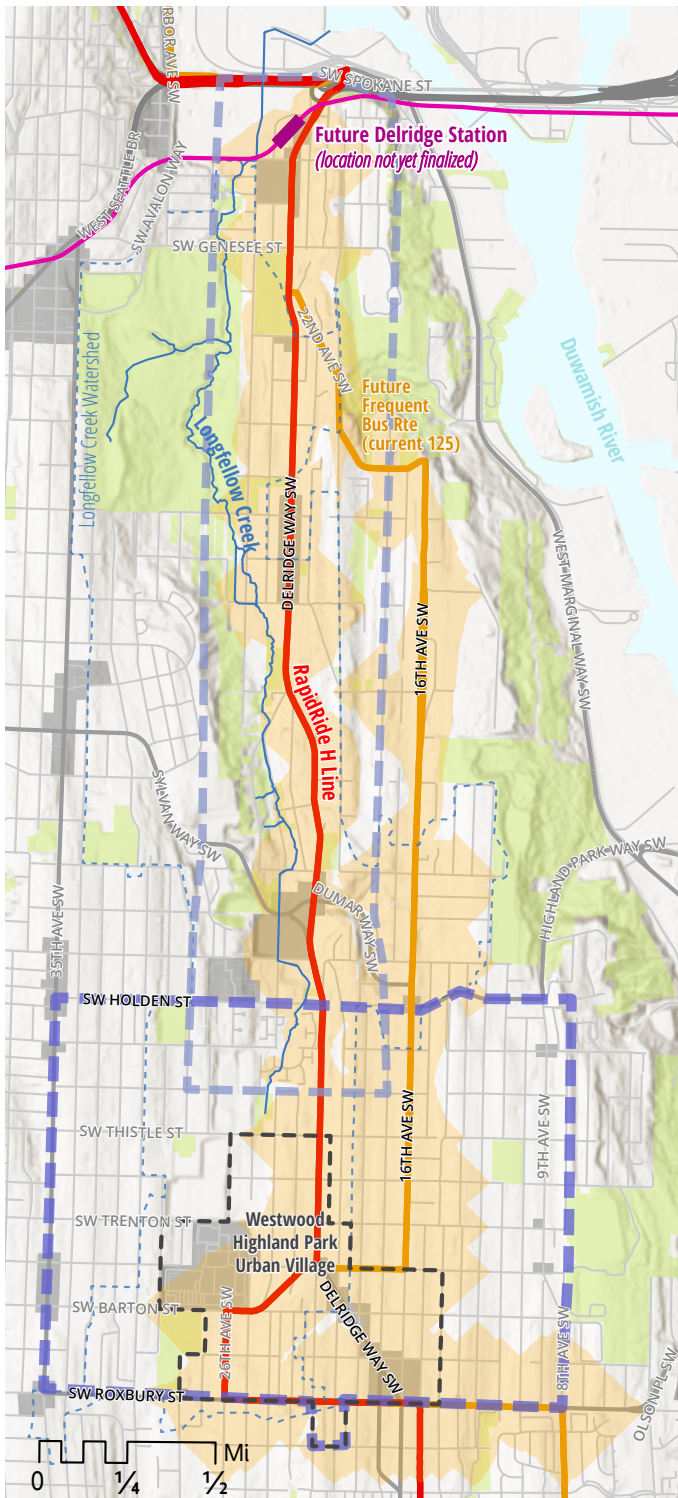 RBOR AVE SW
SW SPOKANE ST
Future Delridge Station
(location not yet finalized)
WEST SEATTLE BR
SW AVALON WAY
SW GENESEE ST
22ND AVE SW
Duwamish River
Longfellow Creek Watershed
Future
Frequent
Bus Rte
(current 125)
Longfellow Creek
DELRIDGE WAY SW
WEST MARGINAL WAY SW
16TH AVE SW
RapidRide H Line
SYLVAN WAY SW
HIGHLAND PARK WAY SW
DUMAR WAY SW
35TH AVE SW
SW HOLDEN ST
SW THISTLE ST
16TH AVE SW
9TH AVE SW
SW TRENTON ST
Westwood
Highland Park
Urban Village
SW BARTON ST
26TH AVE SW
DELRIDGE WAY SW
8TH AVE SW
OLSON PL SW
SW ROXBURY ST
Mi
0
1/4
1/2